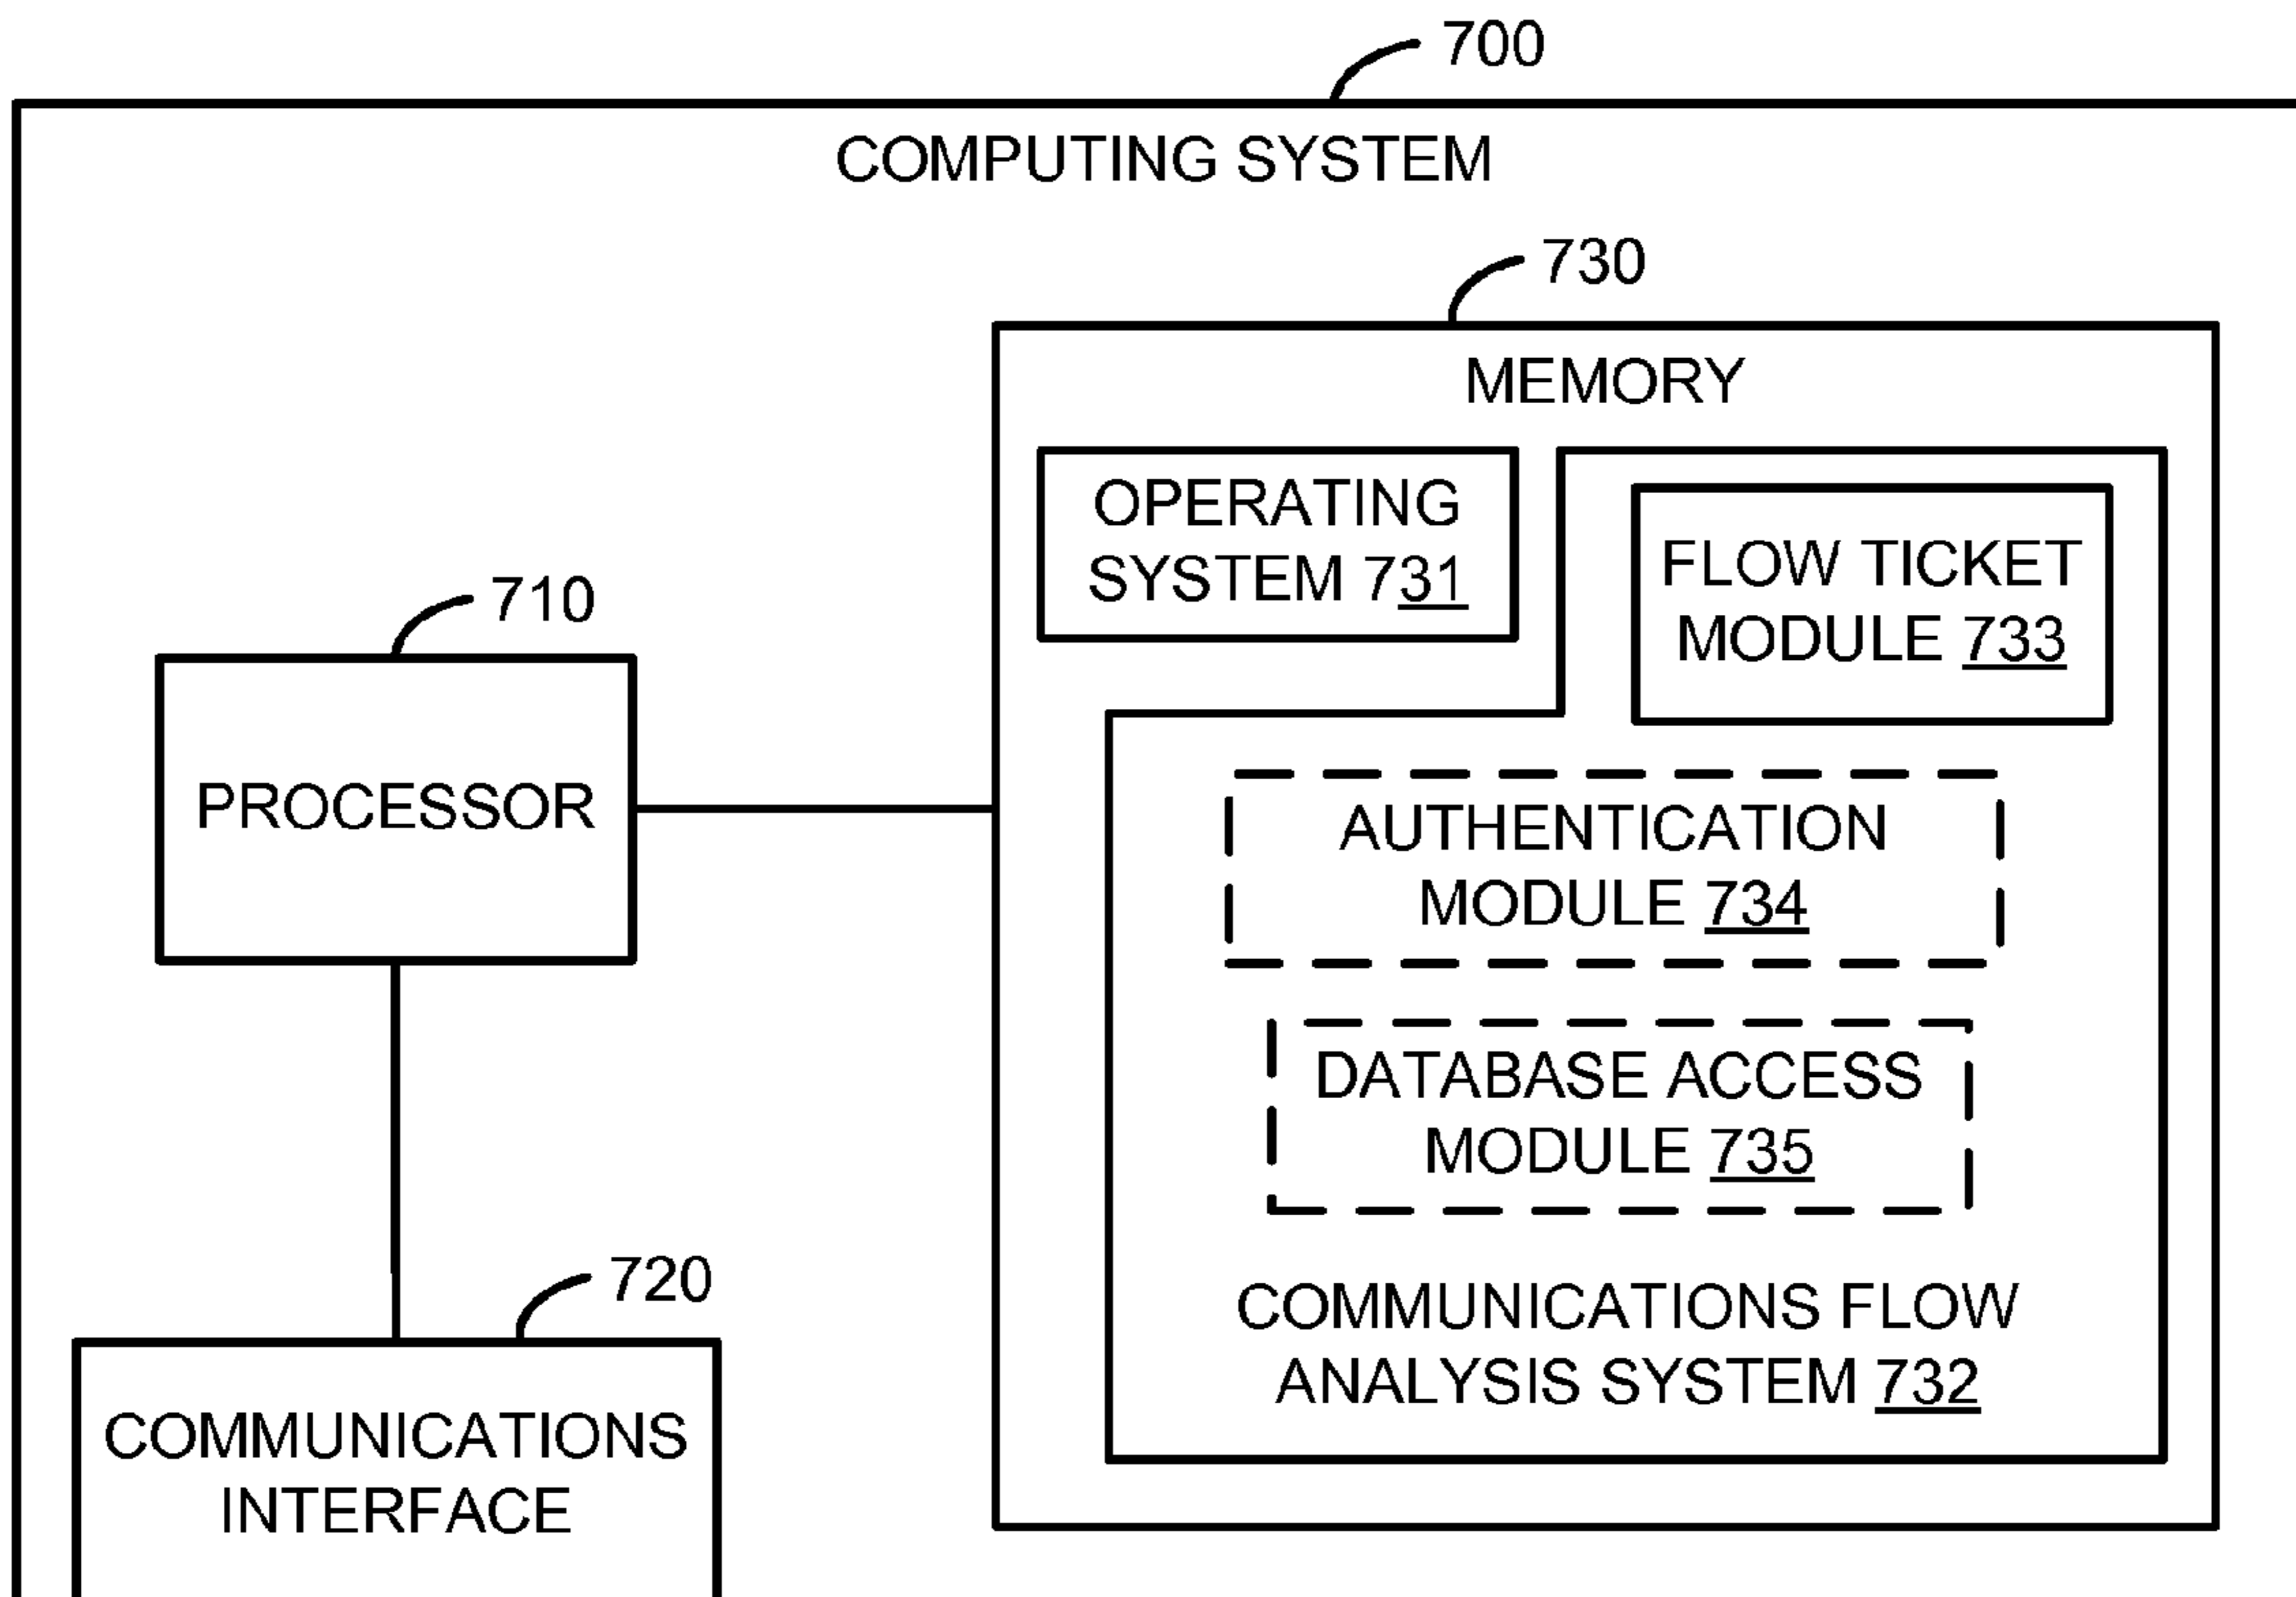 700
COMPUTING SYSTEM
730
MEMORY
OPERATING
SYSTEM 731
FLOW TICKET
MODULE 733
710
PROCESSOR
AUTHENTICATION
MODULE 734
DATABASE ACCESS
MODULE 735
COMMUNICATIONS FLOW
ANALYSIS SYSTEM 732
720
COMMUNICATIONS
INTERFACE